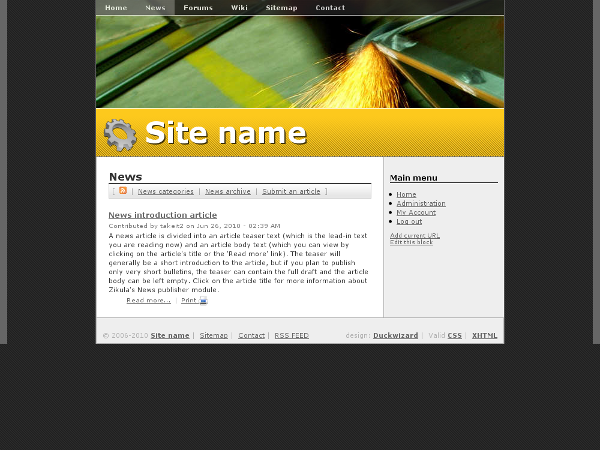 Home News Forums Wiki Sitemap Contact
Site name
News
[ | News categories | News archive | Submit an article ]
News introduction article
Contributed by takeit2 on Jun 26, 2010 - 02:39 AM
A news article is divided into an article teaser text (which is the lead-in text
you are reading now) and an article body text (which you can view by
clicking on the article's title or the 'Read more' link). The teaser will
generally be a short introduction to the article, but if you plan to publish
only very short bulletins, the teaser can contain the full draft and the article
body can be left empty. Click on the article title for more information about
Zikula's News publisher module.
Read more... | Print
Main menu
Home
Administration
My Account
Log out
Add current URL
Edit this block
© 2006-2010 Site name | Sitemap | Contact | RSS FEED
design: Duckwizard | Valid CSS | XHTML